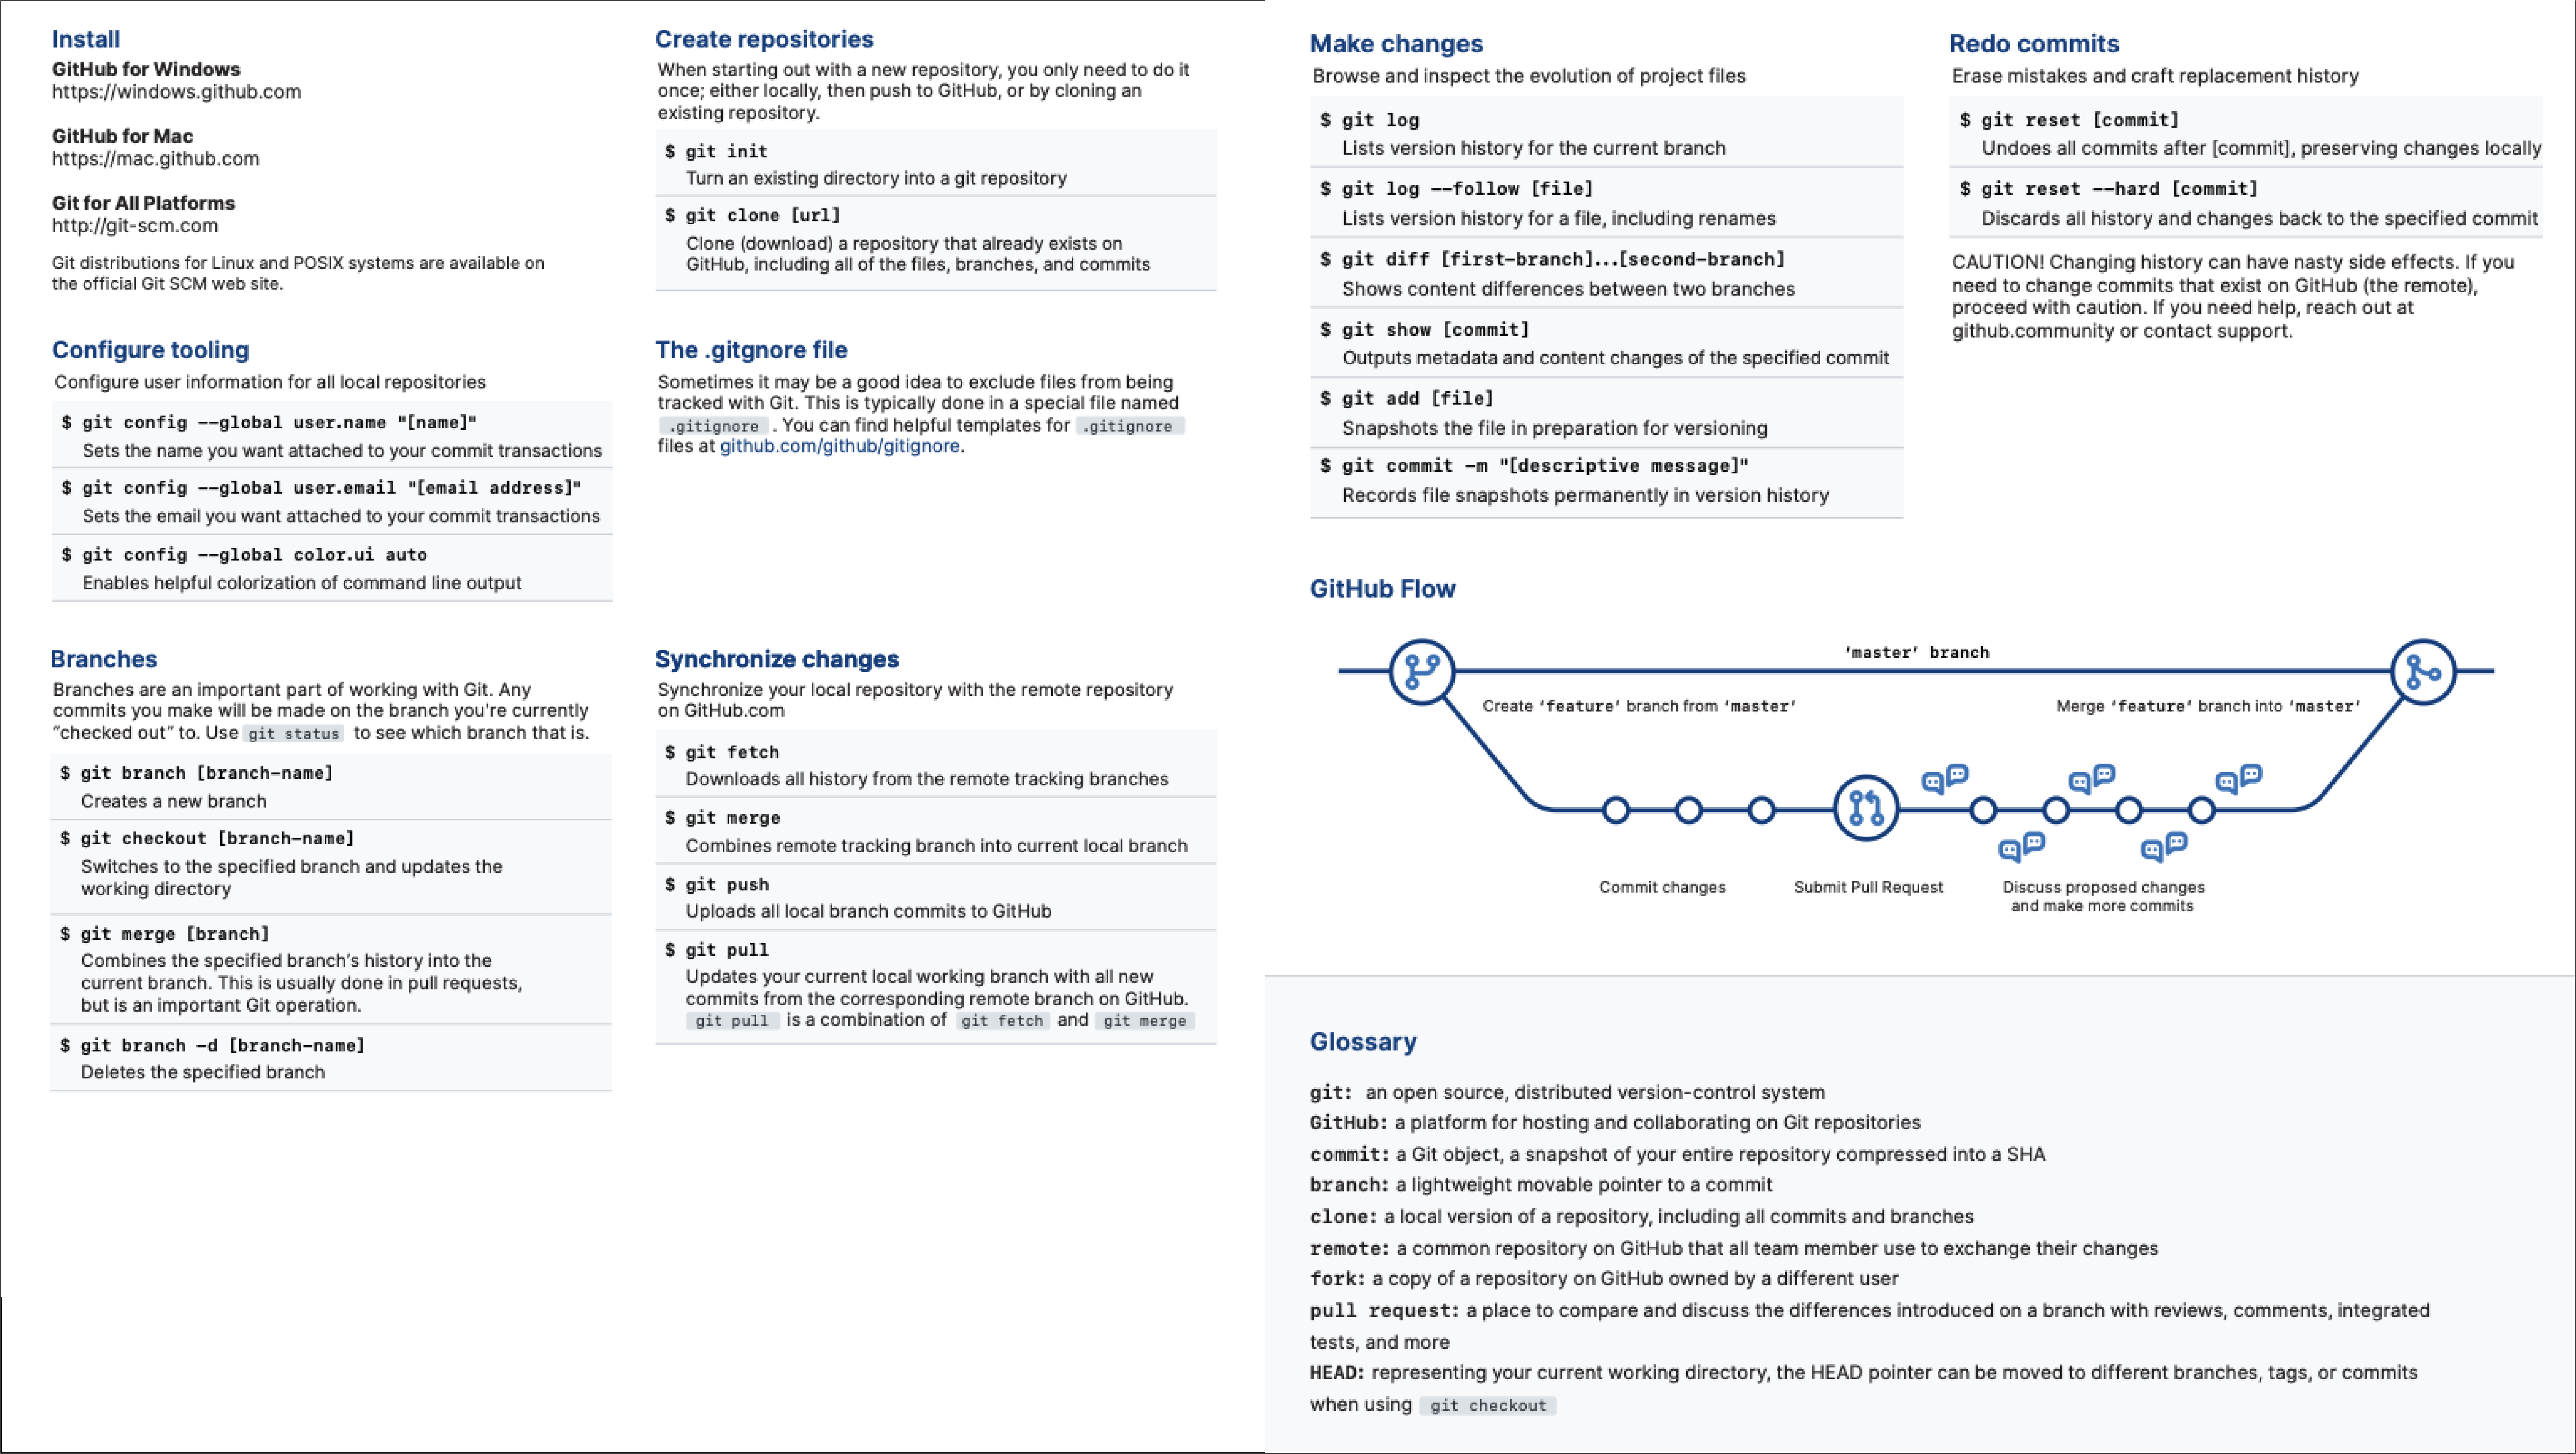 Install
GitHub for Windows
https://windows.github.com
GitHub for Mac
https://mac.github.com
Git for All Platforms
http://git-scm.com
Git distributions for Linux and POSIX systems are available on
the official Git SCM web site.
Configure tooling
Configure user information for all local repositories
$ git config --global user.name "[name]"
Sets the name you want attached to your commit transactions
$ git config --global user.email "[email address]"
Sets the email you want attached to your commit transactions
$ git config --global color.ui auto
Enables helpful colorization of command line output
Branches
Branches are an important part of working with Git. Any
commits you make will be made on the branch you're currently
“checked out” to. Use git status to see which branch that is.
$ git branch [branch-name]
Creates a new branch
$ git checkout [branch-name]
Switches to the specified branch and updates the
working directory
$ git merge [branch]
Combines the specified branch’s history into the
current branch. This is usually done in pull requests,
but is an important Git operation.
$ git branch -d [branch-name]
Deletes the specified branch
Create repositories
When starting out with a new repository, you only need to do it
once; either locally, then push to GitHub, or by cloning an
existing repository.
$ git init
Turn an existing directory into a git repository
$ git clone [url]
Clone (download) a repository that already exists on
GitHub, including all of the files, branches, and commits
The .gitgnore file
Sometimes it may be a good idea to exclude files from being
tracked with Git. This is typically done in a special file named
.gitignore . You can find helpful templates for .gitignore
files at github.com/github/gitignore.
Synchronize changes
Synchronize your local repository with the remote repository
on GitHub.com
$ git fetch
Downloads all history from the remote tracking branches
$ git merge
Combines remote tracking branch into current local branch
$ git push
Uploads all local branch commits to GitHub
$ git pull
Updates your current local working branch with all new
commits from the corresponding remote branch on GitHub.
git pull is a combination of git fetch and git merge
Make changes
Browse and inspect the evolution of project files
$ git log
Lists version history for the current branch
$ git log --follow [file]
Lists version history for a file, including renames
$ git diff [first-branch]...[second-branch]
Shows content differences between two branches
$ git show [commit]
Outputs metadata and content changes of the specified commit
$ git add [file]
Snapshots the file in preparation for versioning
$ git commit -m "[descriptive message]"
Records file snapshots permanently in version history
Redo commits
Erase mistakes and craft replacement history
$ git reset [commit]
Undoes all commits after [commit], preserving changes locally
$ git reset --hard [commit]
Discards all history and changes back to the specified commit
CAUTION! Changing history can have nasty side effects. If you
need to change commits that exist on GitHub (the remote),
proceed with caution. If you need help, reach out at
github.community or contact support.
GitHub Flow
‘master’ branch
Create ‘feature’ branch from ‘master’
Merge ‘feature’ branch into ‘master’
Commit changes
Submit Pull Request
Discuss proposed changes
and make more commits
Glossary
git: an open source, distributed version-control system
GitHub: a platform for hosting and collaborating on Git repositories
commit: a Git object, a snapshot of your entire repository compressed into a SHA
branch: a lightweight movable pointer to a commit
clone: a local version of a repository, including all commits and branches
remote: a common repository on GitHub that all team member use to exchange their changes
fork: a copy of a repository on GitHub owned by a different user
pull request: a place to compare and discuss the differences introduced on a branch with reviews, comments, integrated
tests, and more
HEAD: representing your current working directory, the HEAD pointer can be moved to different branches, tags, or commits
when using git checkout